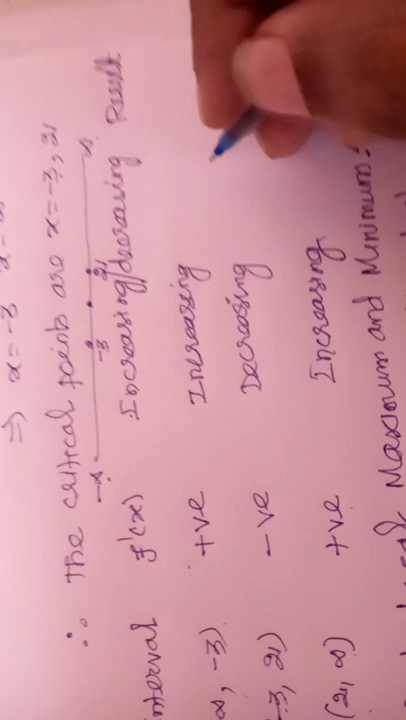 ⇒ x = -3
∴ The critical points are x = -3, 21
-∞ -3 21 ∞
Interval f'(x) Increasing/decreasing Result
∞, -3) +ve Increasing
-3, 21) -ve Decreasing
(21, ∞) +ve Increasing
Maximum and Minimum: